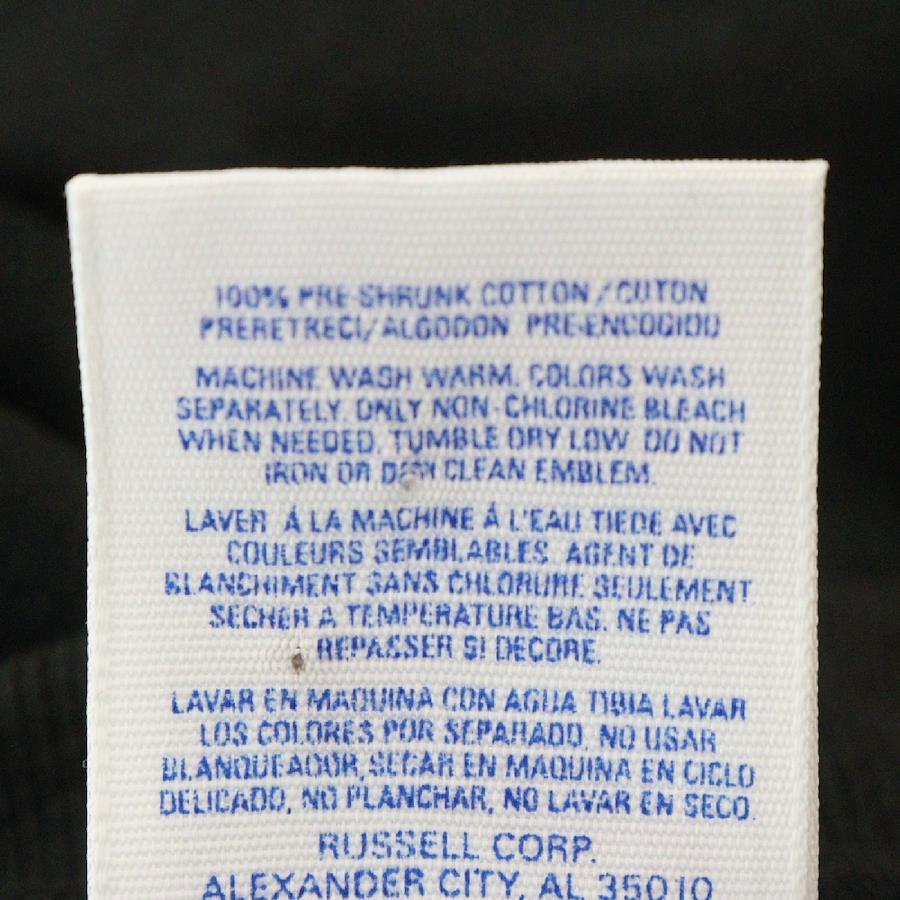 100% PRE-SHRUNK COTTON / COTON
PRERETRECI/ALGODON PRE-ENCOGIDO
MACHINE WASH WARM. COLORS WASH
SEPARATELY. ONLY NON-CHLORINE BLEACH
WHEN NEEDED, TUMBLE DRY LOW. DO NOT
IRON OR DRY CLEAN EMBLEM.
LAVER Á LA MACHINE Á L'EAU TIEDE AVEC
COULEURS SEMBLABLES. AGENT DE
BLANCHIMENT SANS CHLORURE SEULEMENT.
SECHER A TEMPERATURE BAS. NE PAS
REPASSER SI DECORE.
LAVAR EN MAQUINA CON AGUA TIBIA LAVAR
LOS COLORES POR SEPARADO. NO USAR
BLANQUEADOR, SECAR EN MAQUINA EN CICLO
DELICADO, NO PLANCHAR, NO LAVAR EN SECO.
RUSSELL CORP.
ALEXANDER CITY, AL 35010